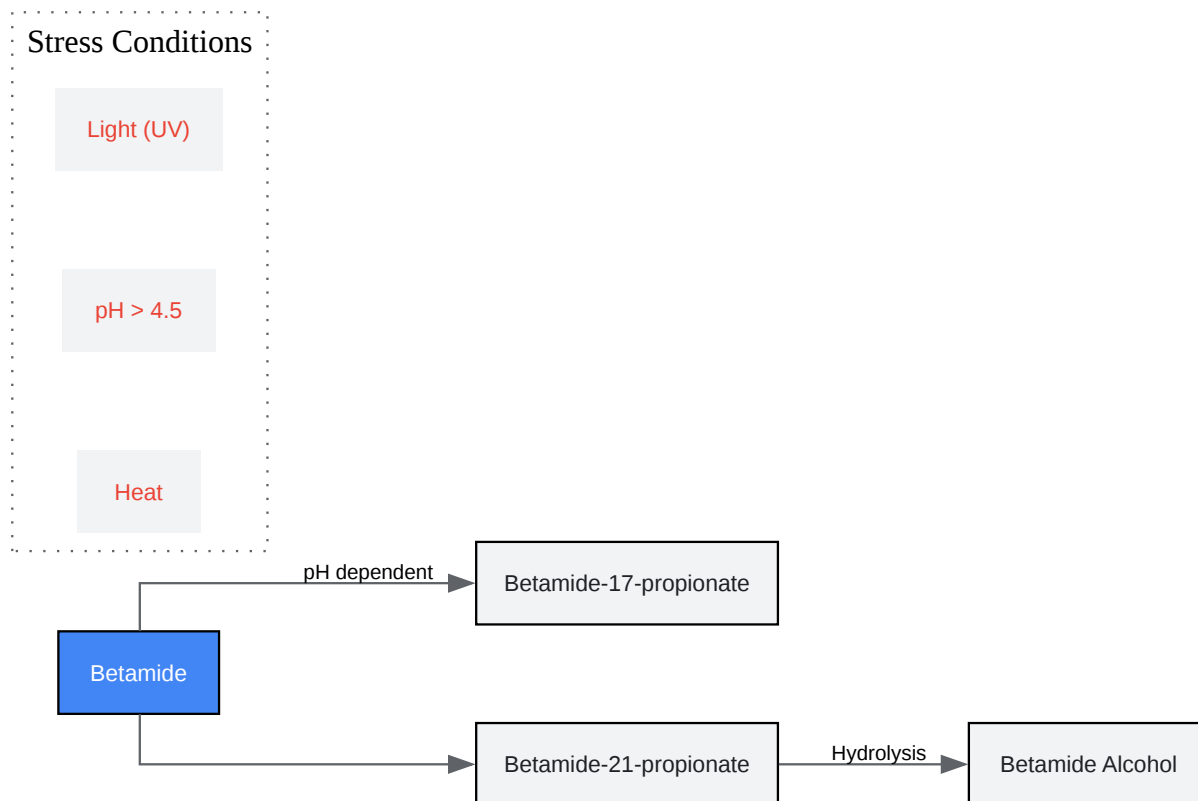 Stress Conditions
Light (UV)
pH > 4.5
Heat
pH dependent
Betamide-17-propionate
Betamide
Betamide-21-propionate
Hydrolysis
Betamide Alcohol